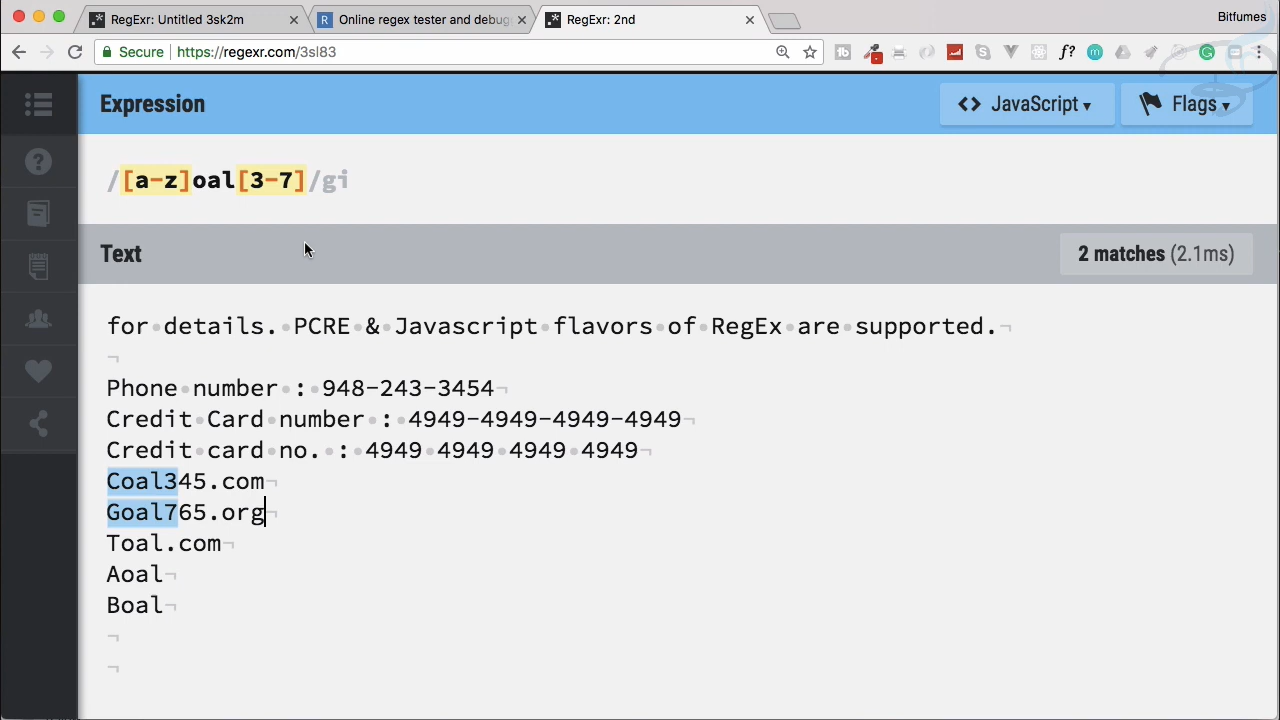 RegExr: Untitled 3sk2m
Online regex tester and debug
RegExr: 2nd
Bitfumes
Secure https://regexr.com/3sl83
Expression
JavaScript
Flags
/[a-z]oal[3-7]/gi
Text
2 matches (2.1ms)
for details. PCRE & Javascript flavors of RegEx are supported.
Phone number : 948-243-3454
Credit Card number : 4949-4949-4949-4949
Credit card no. : 4949 4949 4949 4949
Coal345.com
Goal765.org
Toal.com
Aoal
Boal